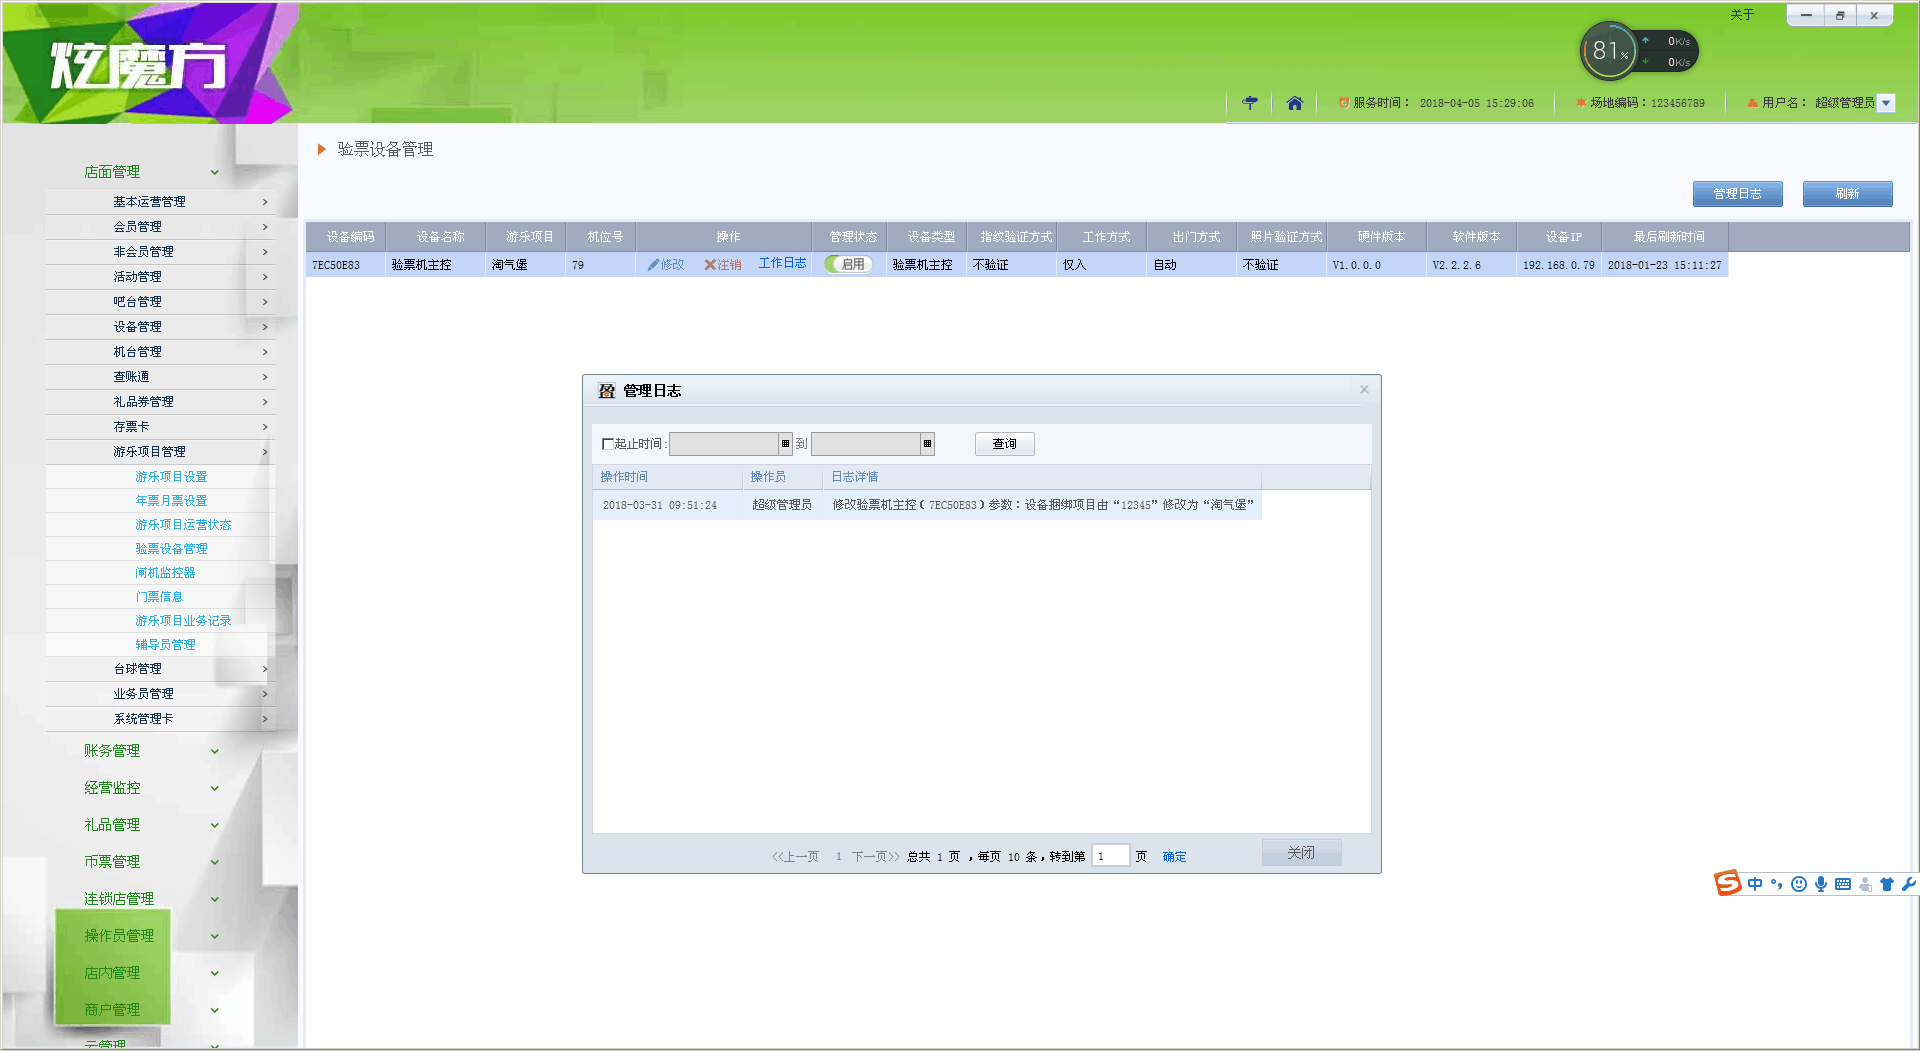 炫魔方
关于
81%
0K/s
0K/s
服务时间： 2018-04-05 15:29:06
场地编码：123456789
用户名： 超级管理员
验票设备管理
管理日志 刷新
设备编码 设备名称 游乐项目 机位号 操作 管理状态 设备类型 指纹验证方式 工作方式 出门方式 照片验证方式 硬件版本 软件版本 设备IP 最后刷新时间
7EC50E83 验票机主控 淘气堡 79 修改 注销 工作日志 启用 验票机主控 不验证 仅入 自动 不验证 V1.0.0.0 V2.2.2.6 192.168.0.79 2018-01-23 15:11:27
店面管理
基本运营管理
会员管理
非会员管理
活动管理
吧台管理
设备管理
机台管理
查账通
礼品券管理
存票卡
游乐项目管理
游乐项目设置
年票月票设置
游乐项目运营状态
验票设备管理
闸机监控器
门票信息
游乐项目业务记录
辅导员管理
台球管理
业务员管理
系统管理卡
账务管理
经营监控
礼品管理
币票管理
连锁店管理
操作员管理
店内管理
商户管理
云管理
管理日志
起止时间: 到 查询
操作时间 操作员 日志详情
2018-03-31 09:51:24 超级管理员 修改验票机主控(7EC50E83)参数：设备捆绑项目由“12345”修改为“淘气堡”
<<上一页 1 下一页>> 总共 1 页 ，每页 10 条，转到第 1 页 确定
关闭
中